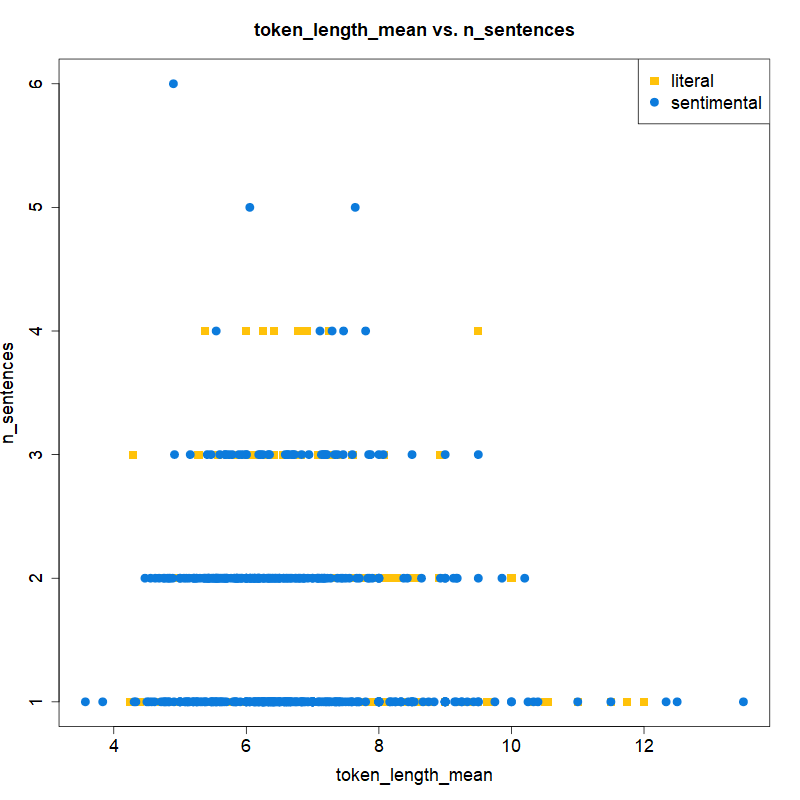 token_length_mean vs. n_sentences
literal
sentimental
6
5
4
3
2
1
n_sentences
4 6 8 10 12
token_length_mean